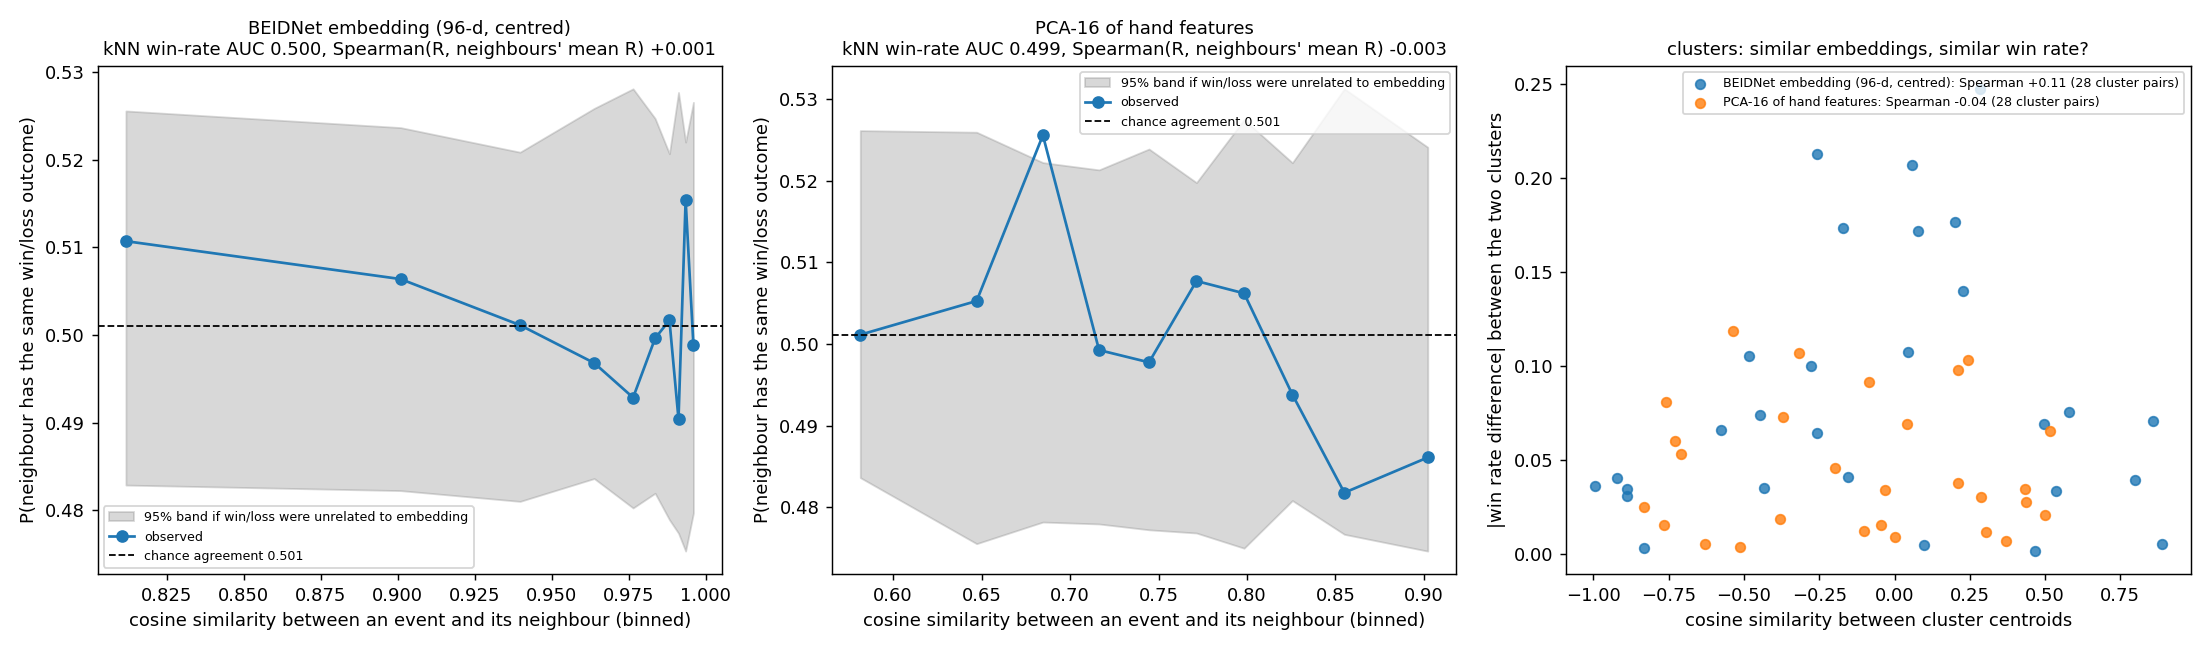 BEIDNet embedding (96-d, centred)
kNN win-rate AUC 0.500, Spearman(R, neighbours' mean R) +0.001
0.53
0.52
0.51
0.50
0.49
0.48
P(neighbour has the same win/loss outcome)
95% band if win/loss were unrelated to embedding
observed
chance agreement 0.501
0.825 0.850 0.875 0.900 0.925 0.950 0.975 1.000
cosine similarity between an event and its neighbour (binned)
PCA-16 of hand features
kNN win-rate AUC 0.499, Spearman(R, neighbours' mean R) -0.003
95% band if win/loss were unrelated to embedding
observed
chance agreement 0.501
0.53
0.52
0.51
0.50
0.49
0.48
P(neighbour has the same win/loss outcome)
0.60 0.65 0.70 0.75 0.80 0.85 0.90
cosine similarity between an event and its neighbour (binned)
clusters: similar embeddings, similar win rate?
BEIDNet embedding (96-d, centred): Spearman +0.11 (28 cluster pairs)
PCA-16 of hand features: Spearman -0.04 (28 cluster pairs)
0.25
0.20
0.15
0.10
0.05
0.00
|win rate difference| between the two clusters
−1.00 −0.75 −0.50 −0.25 0.00 0.25 0.50 0.75
cosine similarity between cluster centroids